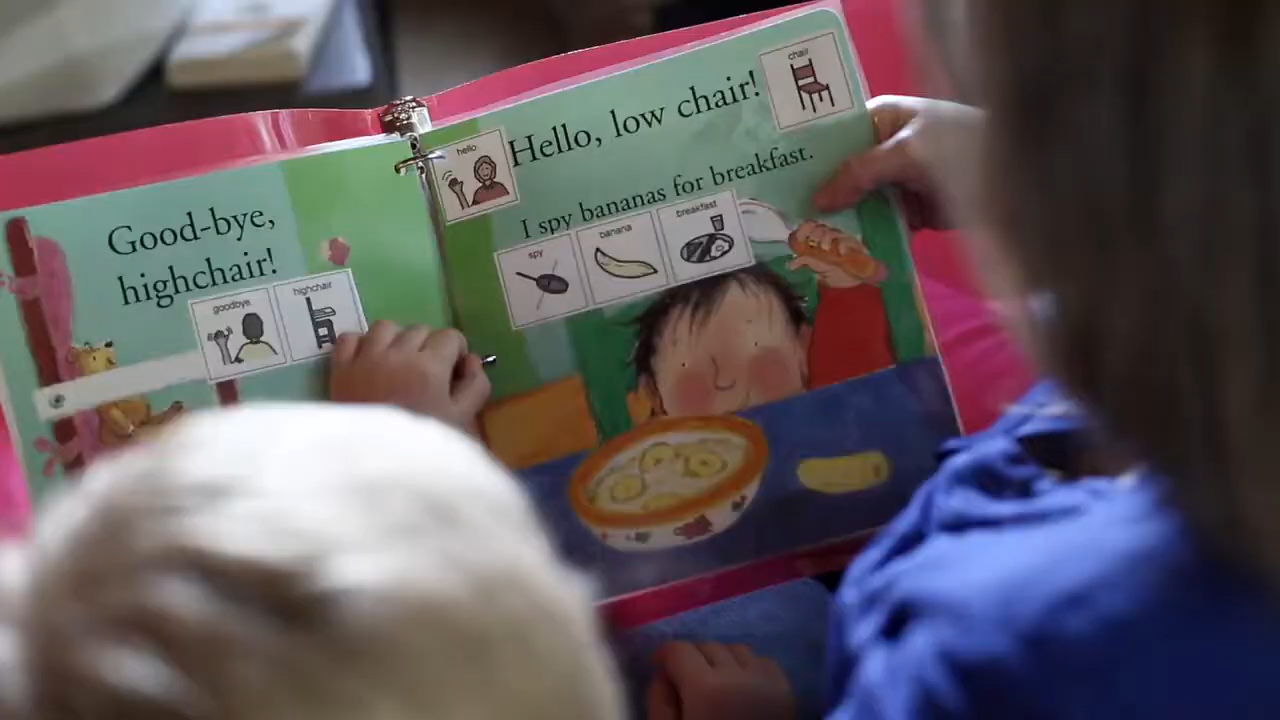 Good-bye,
highchair!
goodbye
highchair
hello
Hello, low chair!
chair
I spy bananas for breakfast.
spy
banana
breakfast